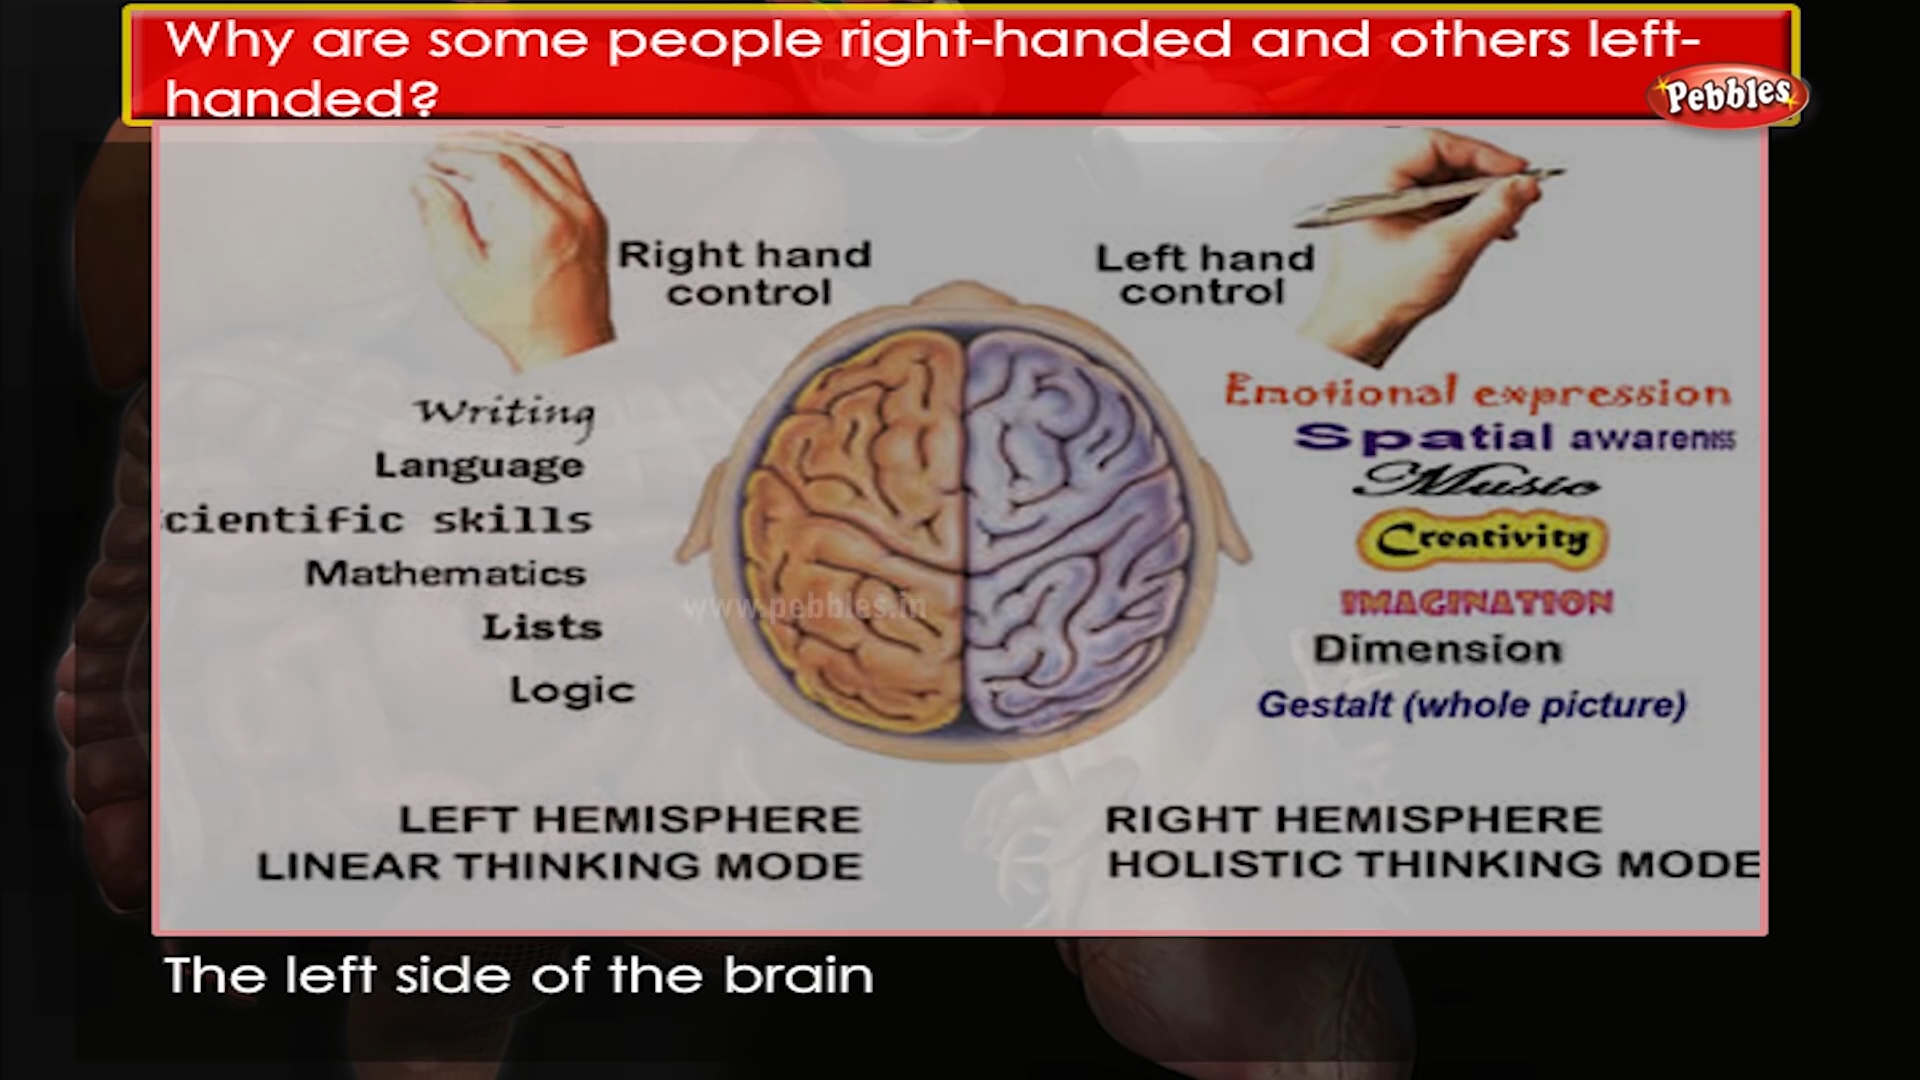 Why are some people right-handed and others left-
handed?
Pebbles
Right hand
control
Left hand
control
Writing
Language
cientific skills
Mathematics
Lists
Logic
Emotional expression
Spatial awareness
Music
Creativity
IMAGINATION
Dimension
Gestalt (whole picture)
www.pebbles.in
LEFT HEMISPHERE
LINEAR THINKING MODE
RIGHT HEMISPHERE
HOLISTIC THINKING MODE
The left side of the brain